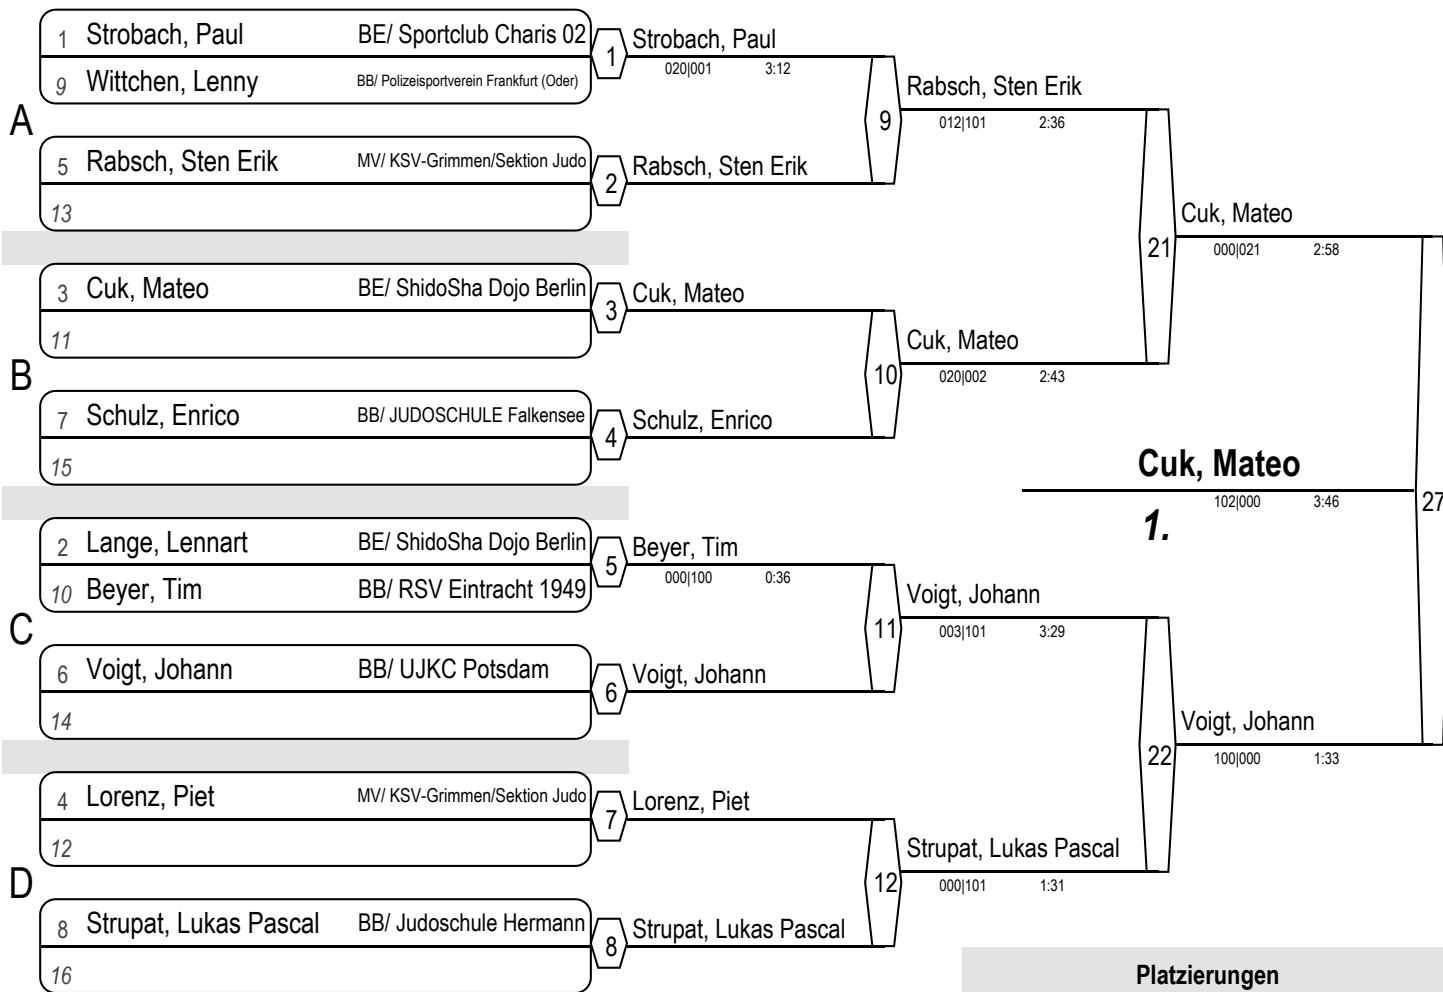 1 Strobach, Paul BE/ Sportclub Charis 02
9 Wittchen, Lenny BB/ Polizeisportverein Frankfurt (Oder)
1
Strobach, Paul
020|001 3:12
A
5 Rabsch, Sten Erik MV/ KSV-Grimmen/Sektion Judo
13
2
Rabsch, Sten Erik
9
Rabsch, Sten Erik
012|101 2:36
3 Cuk, Mateo BE/ ShidoSha Dojo Berlin
11
3
Cuk, Mateo
B
7 Schulz, Enrico BB/ JUDOSCHULE Falkensee
15
4
Schulz, Enrico
10
Cuk, Mateo
020|002 2:43
21
Cuk, Mateo
000|021 2:58
2 Lange, Lennart BE/ ShidoSha Dojo Berlin
10 Beyer, Tim BB/ RSV Eintracht 1949
5
Beyer, Tim
000|100 0:36
C
6 Voigt, Johann BB/ UJKC Potsdam
14
6
Voigt, Johann
11
Voigt, Johann
003|101 3:29
4 Lorenz, Piet MV/ KSV-Grimmen/Sektion Judo
12
7
Lorenz, Piet
D
8 Strupat, Lukas Pascal BB/ Judoschule Hermann
16
8
Strupat, Lukas Pascal
12
Strupat, Lukas Pascal
000|101 1:31
22
Voigt, Johann
100|000 1:33
27
Cuk, Mateo
102|000 3:46
1.
Platzierungen